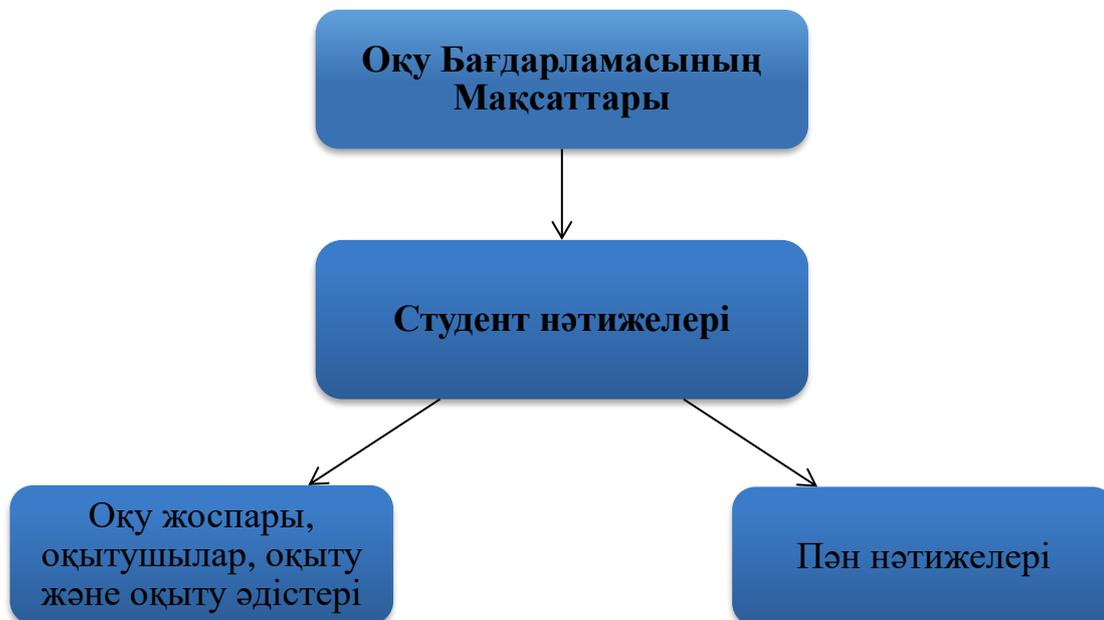 Оқу Бағдарламасының
Мақсаттары
Студент нәтижелері
Оқу жоспары,
оқытушылар, оқыту
және оқыту әдістері
Пән нәтижелері